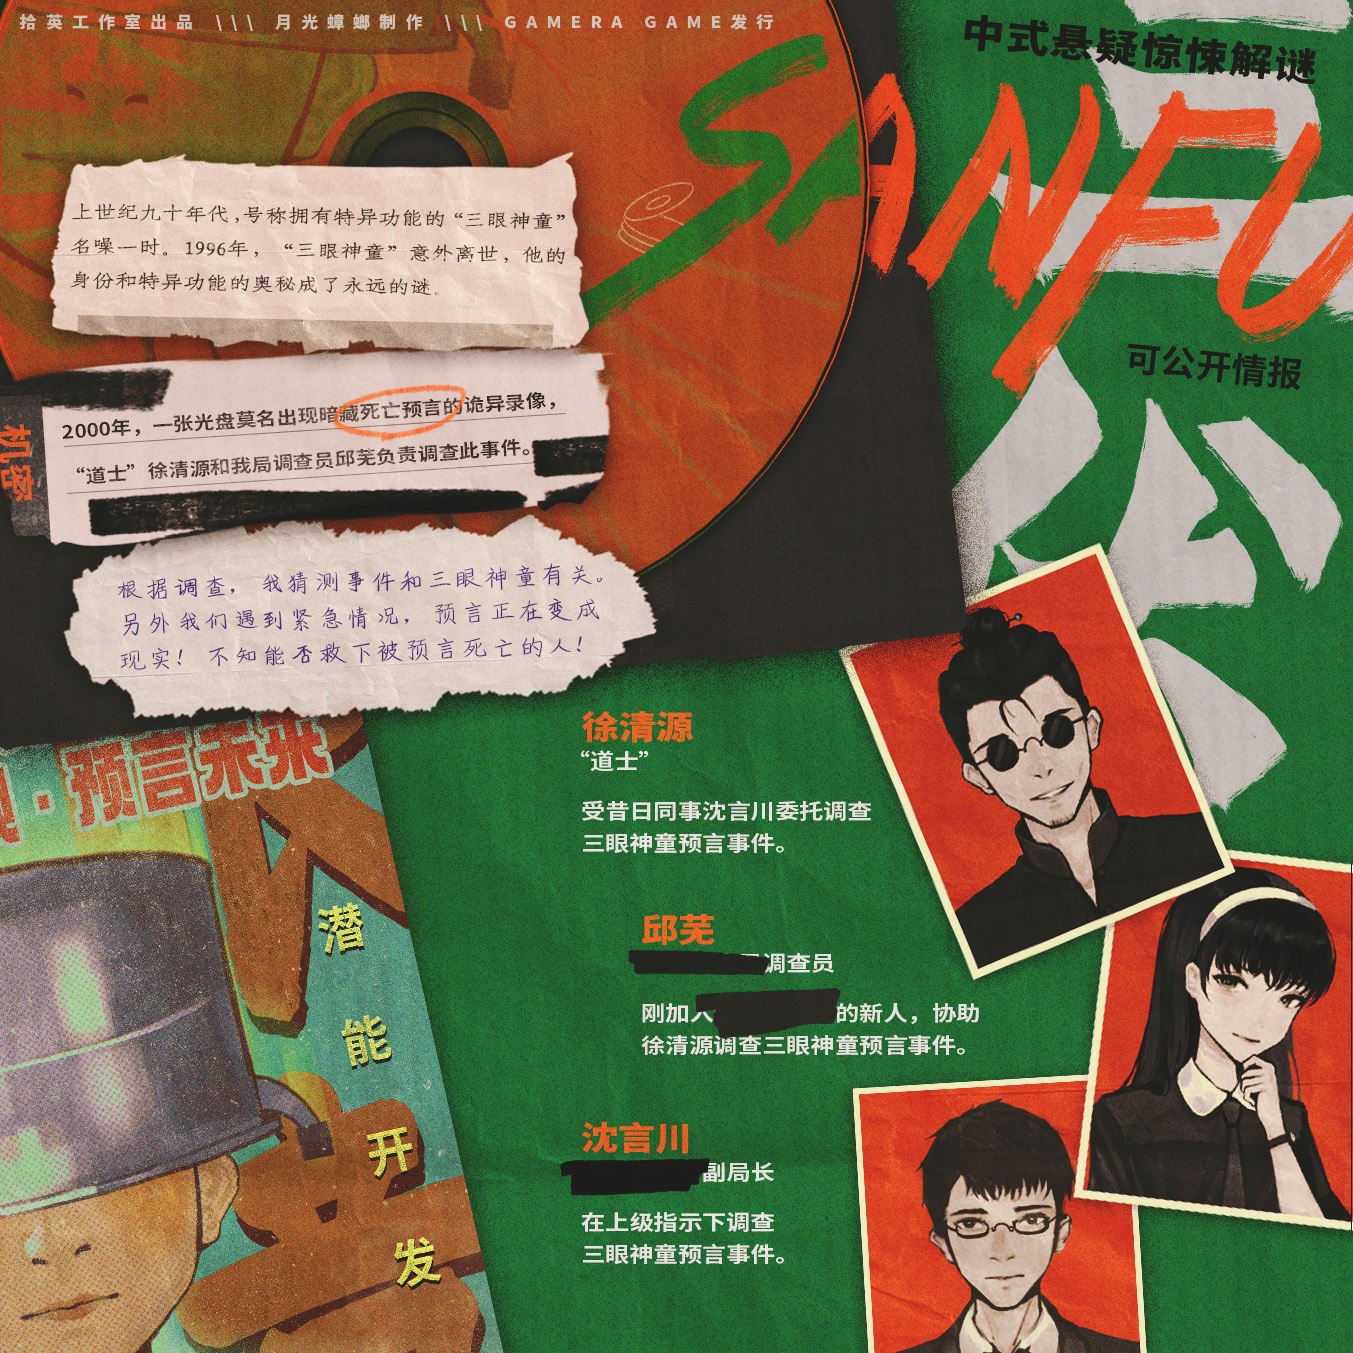 拾英工作室出品 \\\ 月光蟑螂制作 \\\ GAMERA GAME发行
中式悬疑惊悚解谜
SANFU
可公开情报
三
公
上世纪九十年代，号称拥有特异功能的“三眼神童”
名噪一时。1996年，“三眼神童”意外离世，他的
身份和特异功能的奥秘成了永远的谜。
机密
2000年，一张光盘莫名出现暗藏死亡预言的诡异录像，
“道士”徐清源和我局调查员邱芜负责调查此事件。
根据调查，我猜测事件和三眼神童有关。
另外我们遇到紧急情况，预言正在变成
现实！不知能否救下被预言死亡的人！
·预言未来
潜能开发
徐清源
“道士”
受昔日同事沈言川委托调查
三眼神童预言事件。
邱芜
调查员
刚加入的新人，协助
徐清源调查三眼神童预言事件。
沈言川
副局长
在上级指示下调查
三眼神童预言事件。